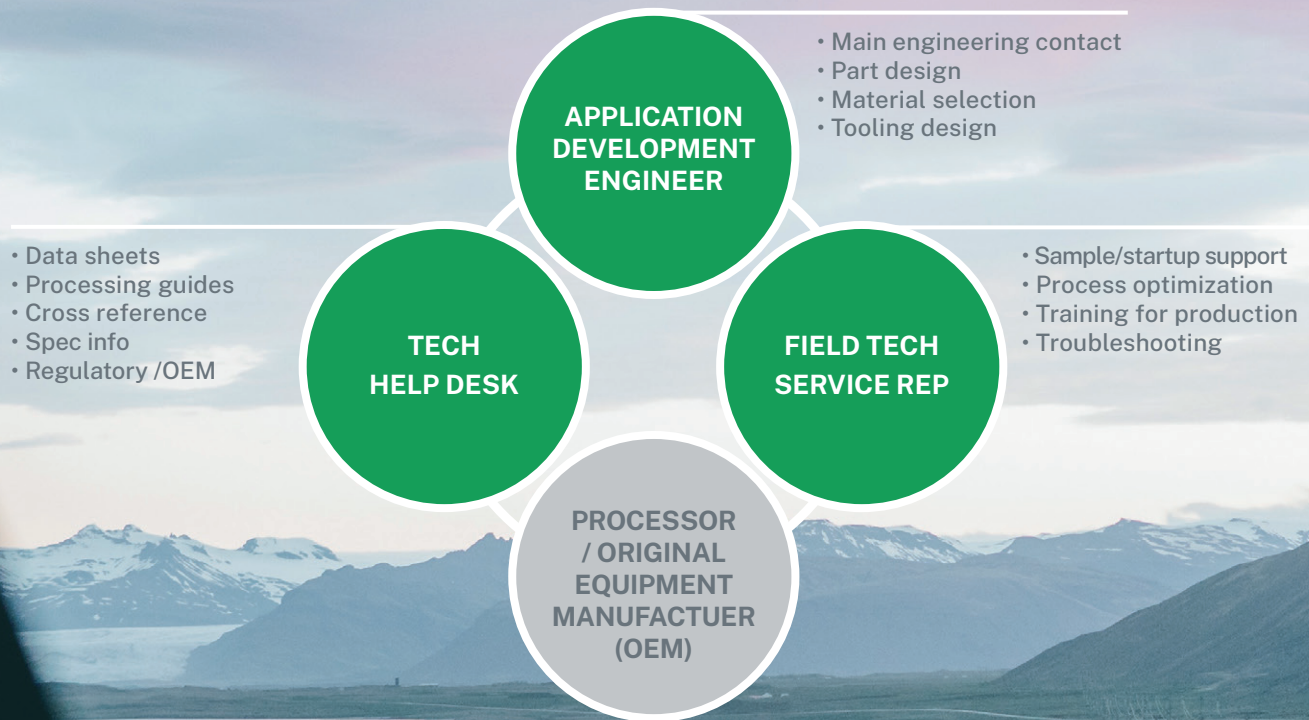 APPLICATION
DEVELOPMENT
ENGINEER
• Main engineering contact
• Part design
• Material selection
• Tooling design
• Data sheets
• Processing guides
• Cross reference
• Spec info
• Regulatory /OEM
TECH
HELP DESK
FIELD TECH
SERVICE REP
• Sample/startup support
• Process optimization
• Training for production
• Troubleshooting
PROCESSOR
/ ORIGINAL
EQUIPMENT
MANUFACTUER
(OEM)